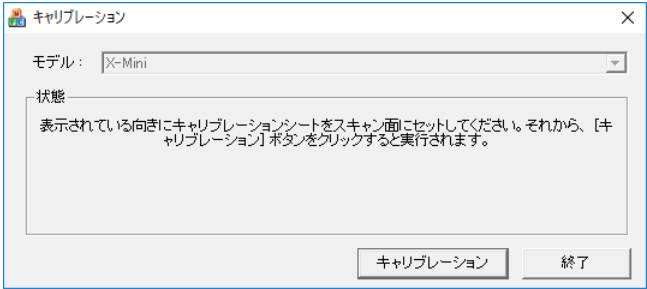 キャリブレーション
モデル： X-Mini
状態
表示されている向きにキャリブレーションシートをスキャン面にセットしてください。それから、[キ
ャリブレーション] ボタンをクリックすると実行されます。
キャリブレーション 終了